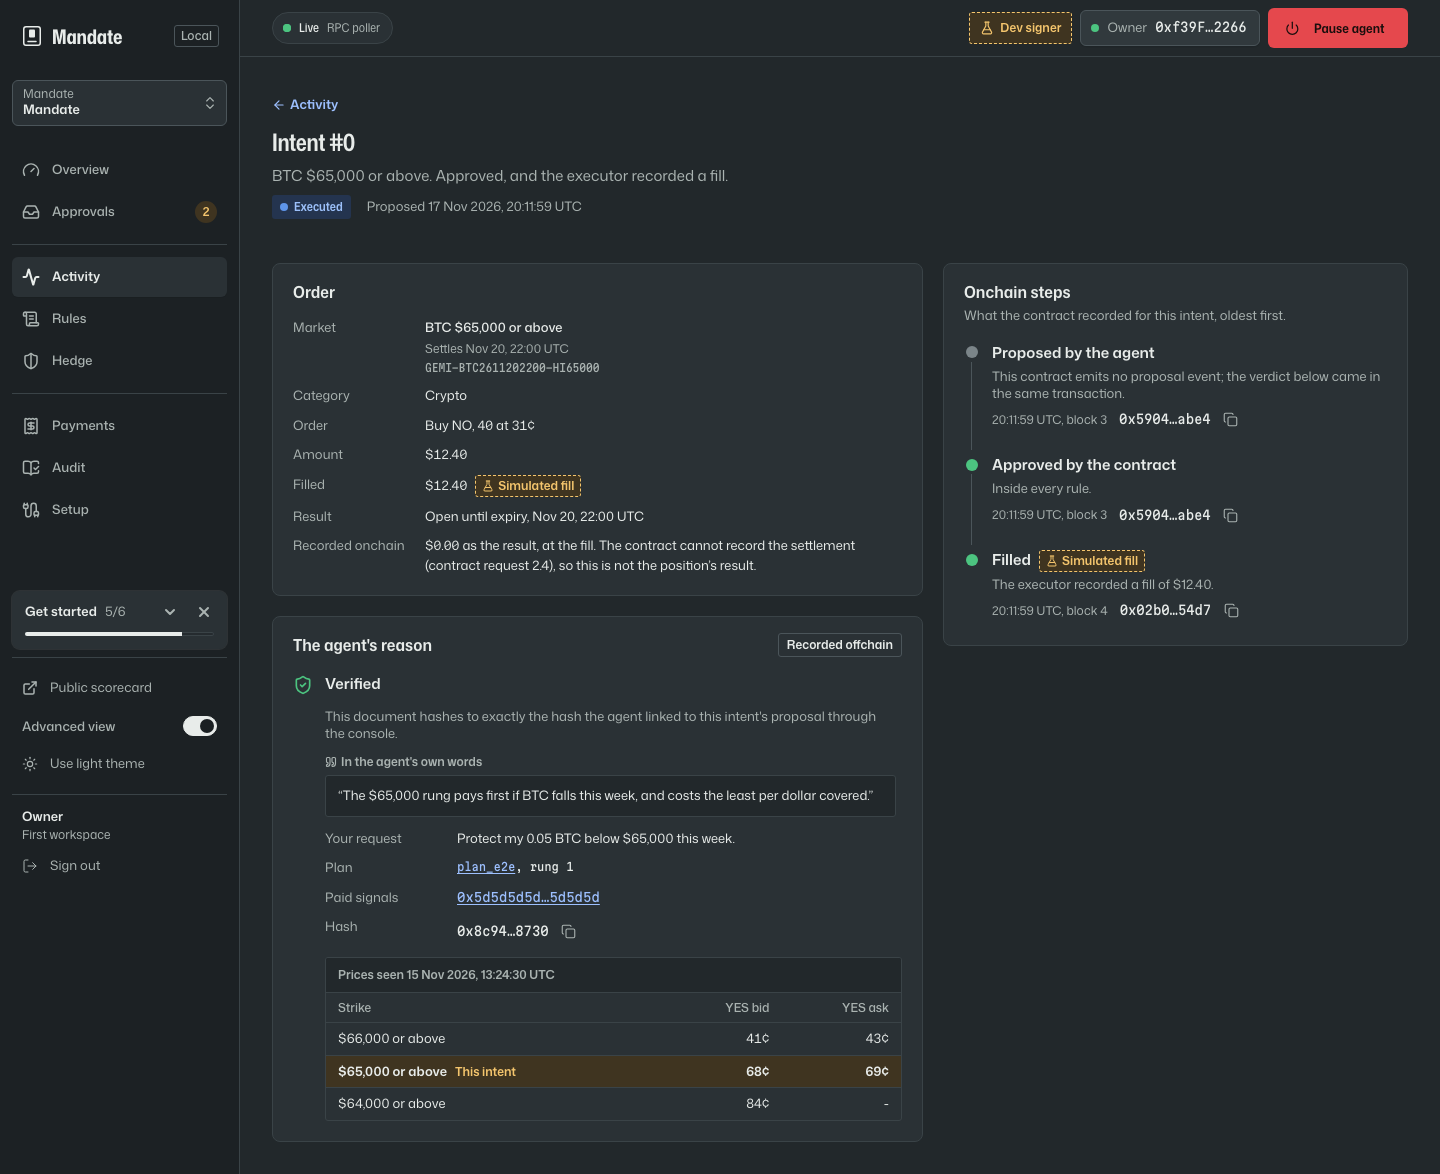 Mandate
Local
Mandate
Mandate
Overview
Approvals
2
Activity
Rules
Hedge
Payments
Audit
Setup
Get started 5/6
Public scorecard
Advanced view
Use light theme
Owner
First workspace
Sign out
Live RPC poller
Dev signer
Owner 0xf39F…2266
Pause agent
Activity
Intent #0
BTC $65,000 or above. Approved, and the executor recorded a fill.
Executed
Proposed 17 Nov 2026, 20:11:59 UTC
Order
Market
BTC $65,000 or above
Settles Nov 20, 22:00 UTC
GEMI-BTC2611202200-HI65000
Category
Crypto
Order
Buy NO, 40 at 31¢
Amount
$12.40
Filled
$12.40 Simulated fill
Result
Open until expiry, Nov 20, 22:00 UTC
Recorded onchain
$0.00 as the result, at the fill. The contract cannot record the settlement
(contract request 2.4), so this is not the position's result.
The agent's reason
Recorded offchain
Verified
This document hashes to exactly the hash the agent linked to this intent's proposal through
the console.
In the agent's own words
“The $65,000 rung pays first if BTC falls this week, and costs the least per dollar covered.”
Your request
Protect my 0.05 BTC below $65,000 this week.
Plan
plan_e2e, rung 1
Paid signals
0x5d5d5d5d…5d5d5d
Hash
0x8c94…8730
Prices seen 15 Nov 2026, 13:24:30 UTC
Strike YES bid YES ask
$66,000 or above 41¢ 43¢
$65,000 or above This intent 68¢ 69¢
$64,000 or above 84¢ -
Onchain steps
What the contract recorded for this intent, oldest first.
Proposed by the agent
This contract emits no proposal event; the verdict below came in
the same transaction.
20:11:59 UTC, block 3 0x5904…abe4
Approved by the contract
Inside every rule.
20:11:59 UTC, block 3 0x5904…abe4
Filled Simulated fill
The executor recorded a fill of $12.40.
20:11:59 UTC, block 4 0x02b0…54d7